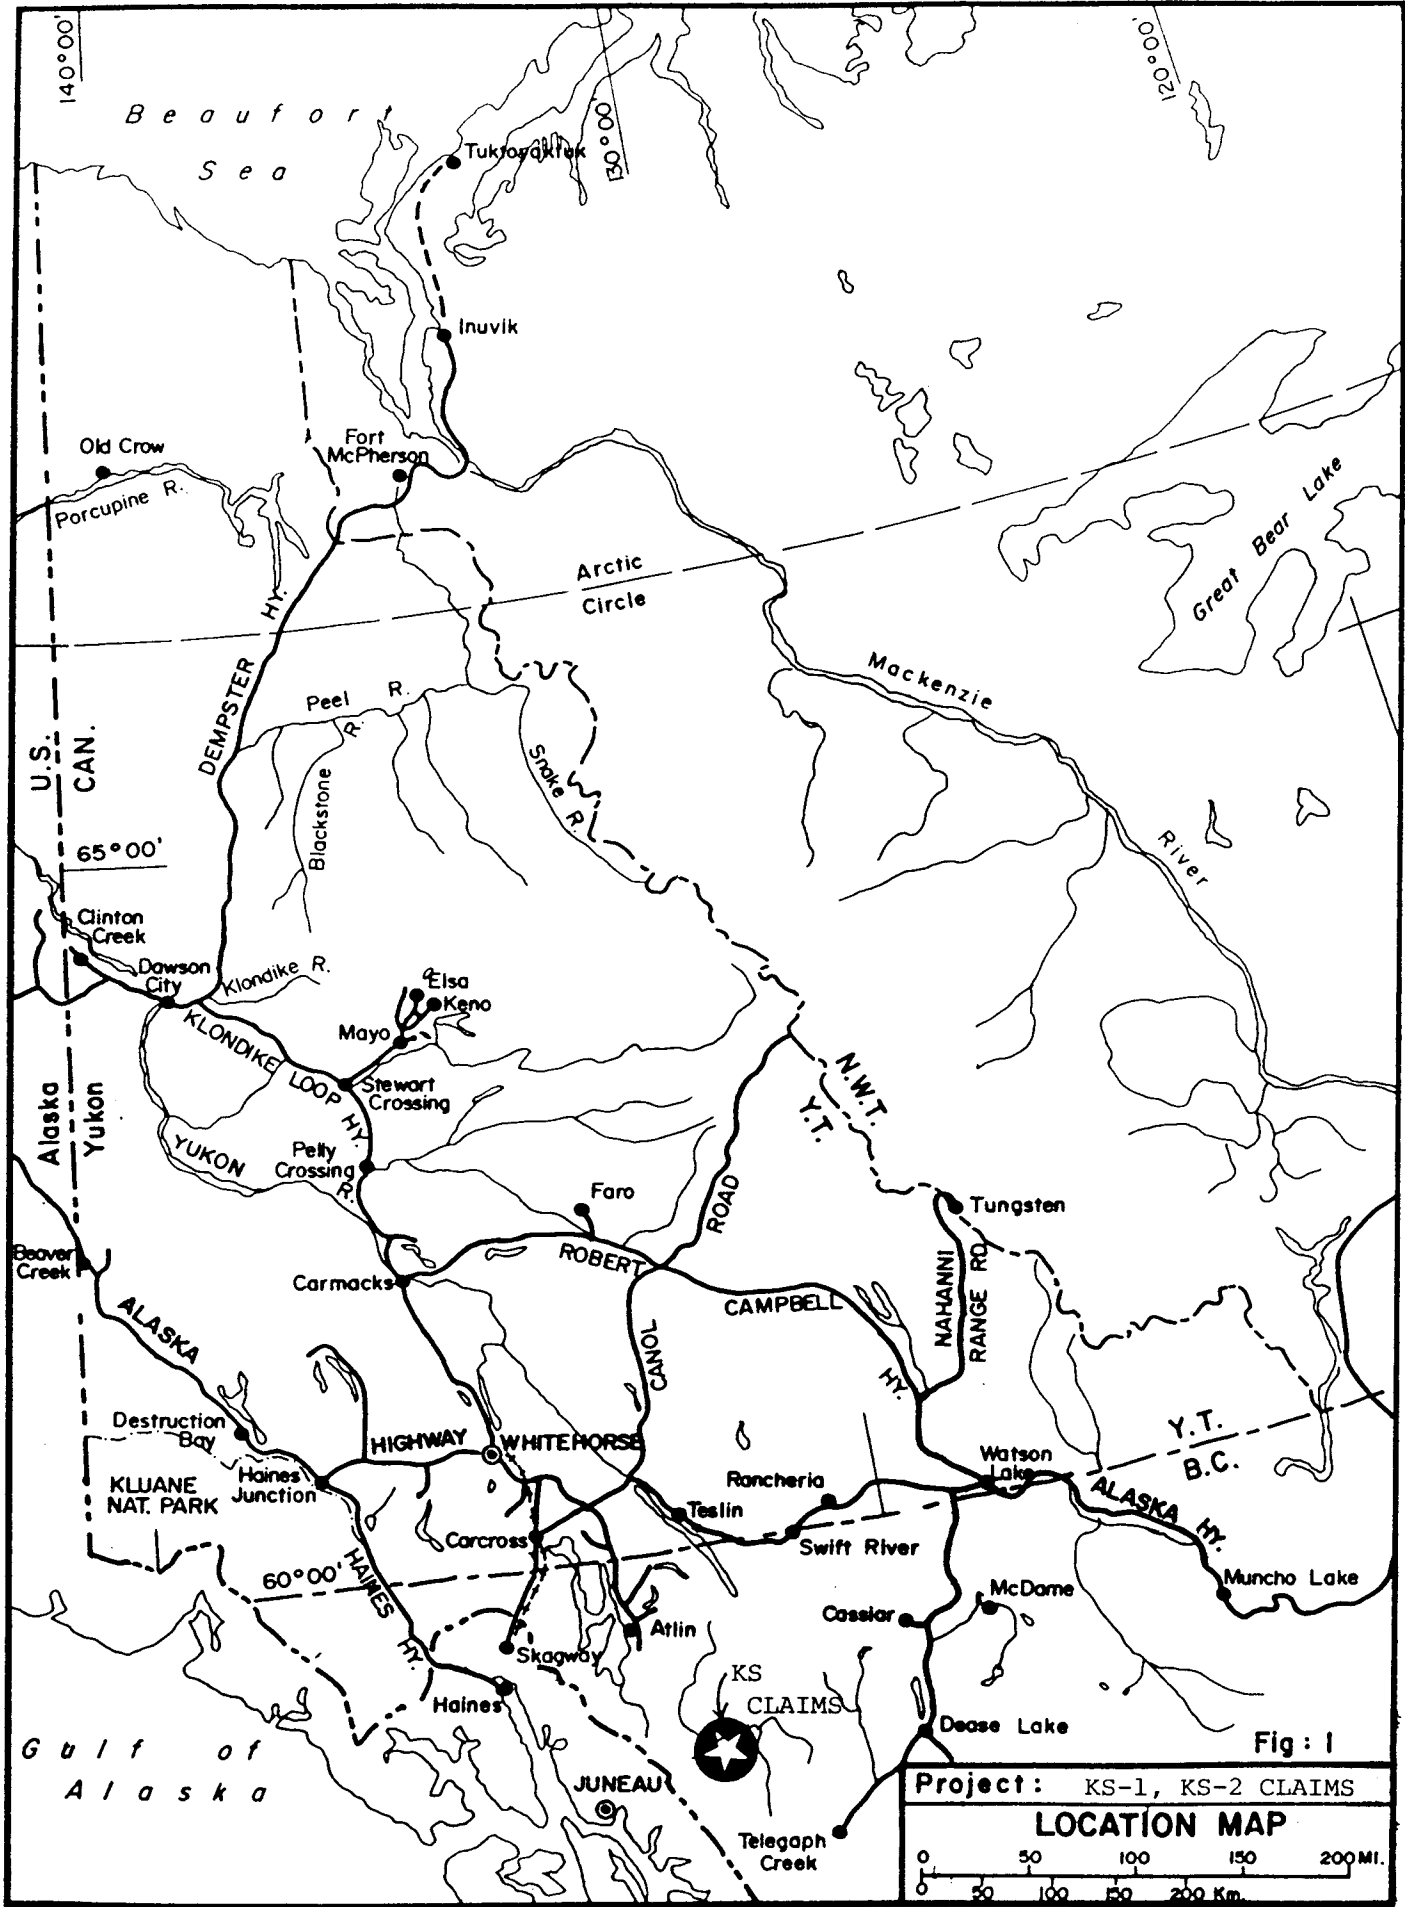 140°00'
130°00'
120°00'
Beaufort
Sea
Tuktoyaktuk
Inuvik
Old Crow
Fort
McPherson
Porcupine R.
Great Bear Lake
Arctic
Circle
DEMPSTER HY.
Mackenzie
River
Peel R.
Blackstone R.
Snake R.
U.S.
CAN.
65°00'
Clinton
Creek
Dawson
City
Klondike R.
Elsa
Keno
Mayo
KLONDIKE LOOP HY.
Stewart
Crossing
N.W.T.
Y.T.
Alaska
Yukon
YUKON R.
Pelly
Crossing
Faro
ROAD
Tungsten
Beaver
Creek
Carmacks
ROBERT
CAMPBELL
HY.
NAHANNI
RANGE RD.
ALASKA
CANOL
Destruction
Bay
HIGHWAY
WHITEHORSE
Y.T.
B.C.
Haines
Junction
KLUANE
NAT. PARK
Rancheria
Watson
Lake
Teslin
ALASKA HY.
Carcross
Swift River
60°00'
HAINES
HY.
Muncho Lake
McDame
Cassiar
Atlin
Skagway
KS
CLAIMS
Haines
Dease Lake
Gulf of
Alaska
JUNEAU
Telegaph
Creek
Fig: 1
Project: KS-1, KS-2 CLAIMS
LOCATION MAP
0 50 100 150 200 MI.
0 50 100 150 200 Km.